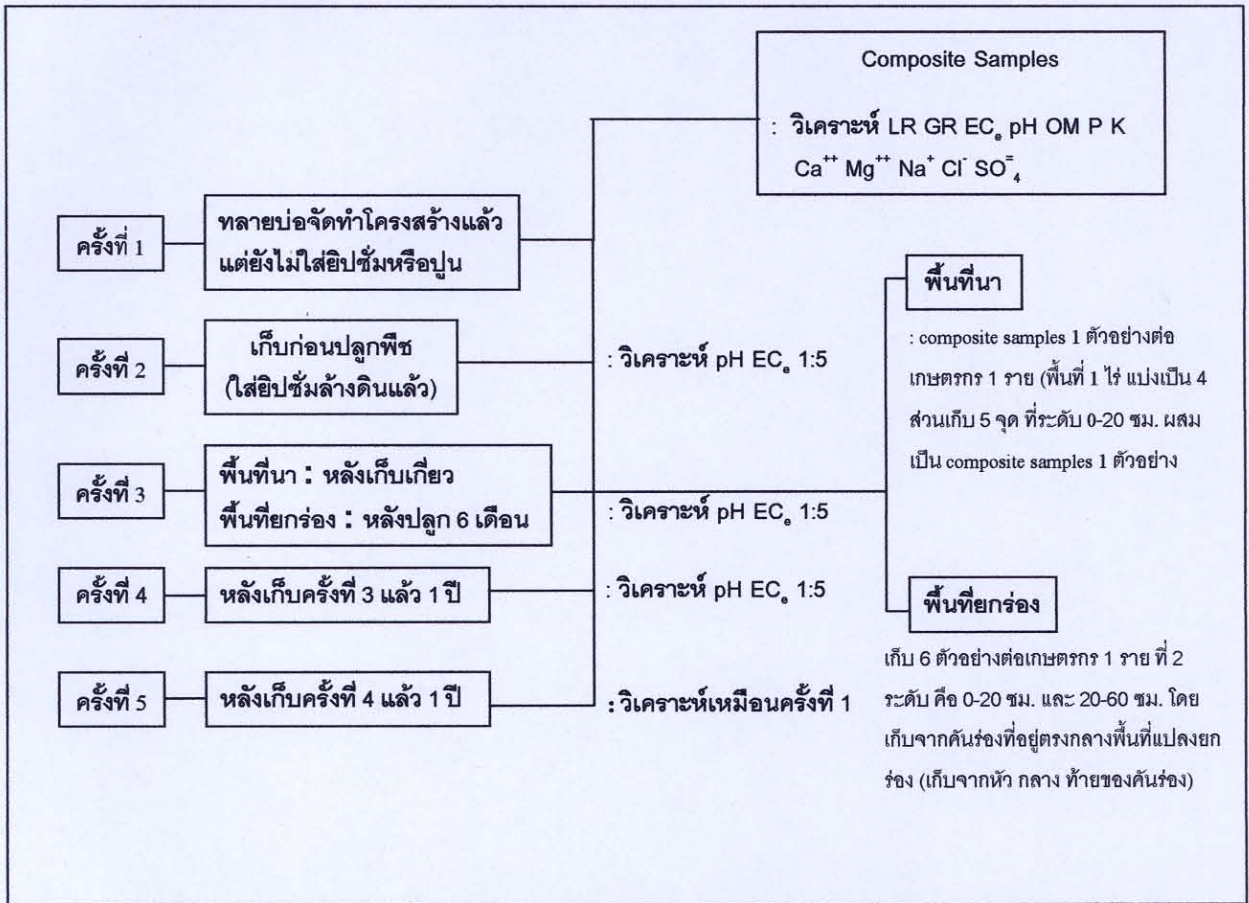 Composite Samples
: วิเคราะห์ LR GR ECe pH OM P K
Ca++ Mg++ Na+ Cl- SO=4
ครั้งที่ 1
ทลายบ่อจัดทำโครงสร้างแล้ว
แต่ยังไม่ใส่ยิปซั่มหรือปูน
ครั้งที่ 2
เก็บก่อนปลูกพืช
(ใส่ยิปซั่มล้างดินแล้ว)
: วิเคราะห์ pH ECe 1:5
ครั้งที่ 3
พื้นที่นา : หลังเก็บเกี่ยว
พื้นที่ยกร่อง : หลังปลูก 6 เดือน
: วิเคราะห์ pH ECe 1:5
ครั้งที่ 4
หลังเก็บครั้งที่ 3 แล้ว 1 ปี
: วิเคราะห์ pH ECe 1:5
ครั้งที่ 5
หลังเก็บครั้งที่ 4 แล้ว 1 ปี
: วิเคราะห์เหมือนครั้งที่ 1
พื้นที่นา
: composite samples 1 ตัวอย่างต่อ
เกษตรกร 1 ราย (พื้นที่ 1 ไร่ แบ่งเป็น 4
ส่วนเก็บ 5 จุด ที่ระดับ 0-20 ซม. ผสม
เป็น composite samples 1 ตัวอย่าง
พื้นที่ยกร่อง
เก็บ 6 ตัวอย่างต่อเกษตรกร 1 ราย ที่ 2
ระดับ คือ 0-20 ซม. และ 20-60 ซม. โดย
เก็บจากคันร่องที่อยู่ตรงกลางพื้นที่แปลงยก
ร่อง (เก็บจากหัว กลาง ท้ายของคันร่อง)